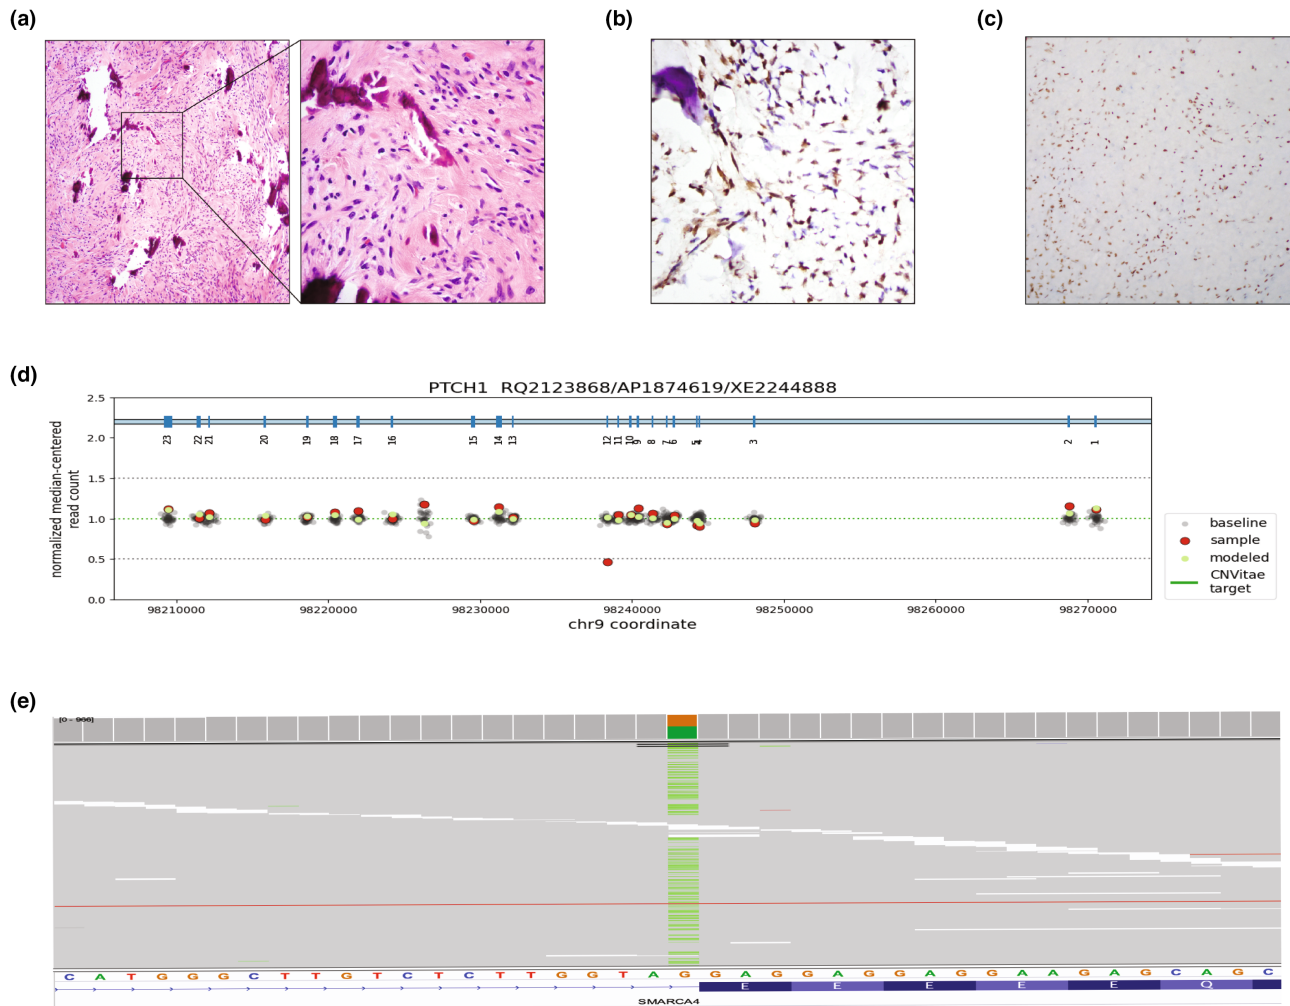 (a)
(b)
(c)
(d)
PTCH1 RQ2123868/AP1874619/XE2244888
normalized median-centered
read count
2.5
2.0
1.5
1.0
0.5
0.0
23 22 21 20 19 18 17 16 15 14 13 12 11 10 9 8 7 6 5 4 3 2 1
98210000 98220000 98230000 98240000 98250000 98260000 98270000
chr9 coordinate
baseline
sample
modeled
CNVitae
target
(e)
[0 - 966]
C A T G G G C T T G T C T C T T G G T A G G A G G A G G A G G A A G A G C A G C
E E E E E Q
SMARCA4